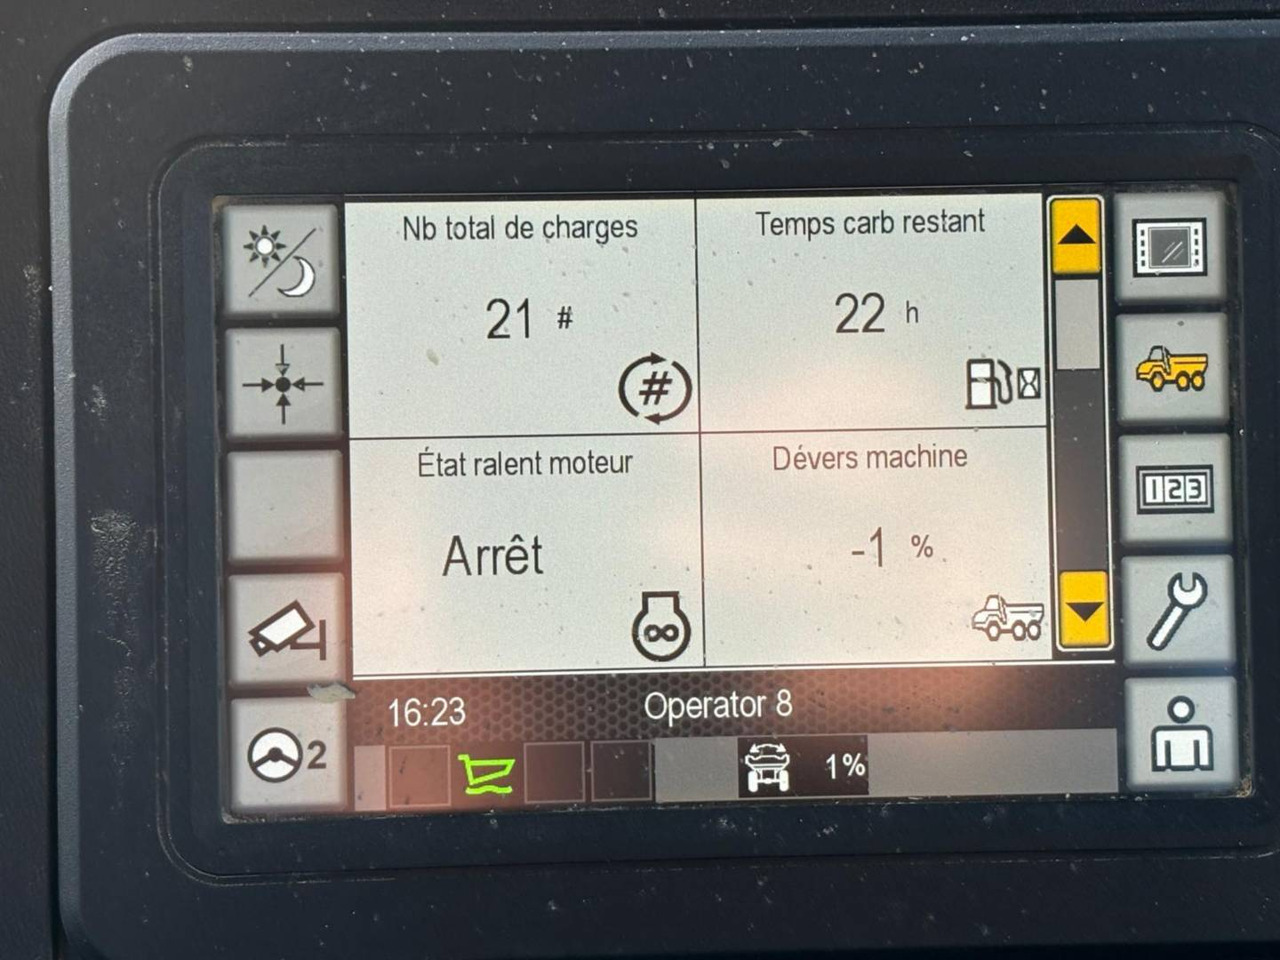 Nb total de charges
21 #
#
Temps carb restant
22 h
État ralent moteur
Arrêt
Dévers machine
-1 %
123
2
16:23
Operator 8
1%